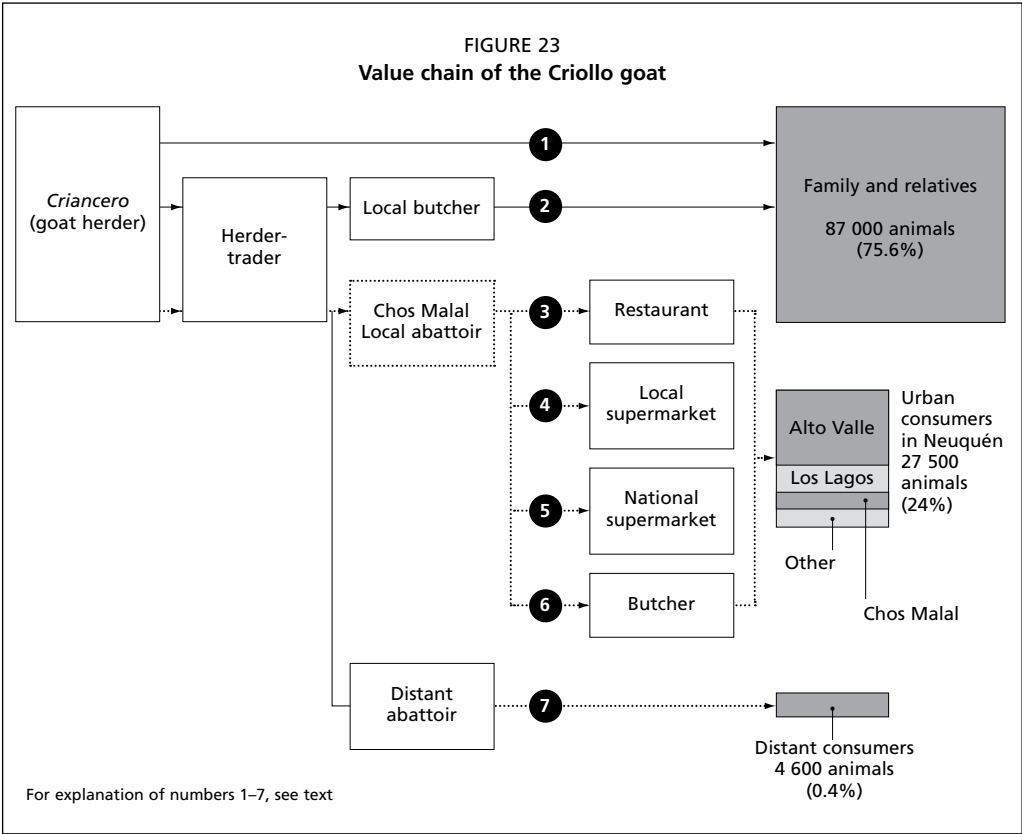 FIGURE 23
Value chain of the Criollo goat
Criancero
(goat herder)
Herder-
trader
Local butcher
1
2
Family and relatives
87 000 animals
(75.6%)
Chos Malal
Local abattoir
3
Restaurant
4
Local
supermarket
5
National
supermarket
6
Butcher
Alto Valle
Los Lagos
Other
Chos Malal
Urban
consumers
in Neuquén
27 500
animals
(24%)
Distant
abattoir
7
Distant consumers
4 600 animals
(0.4%)
For explanation of numbers 1–7, see text